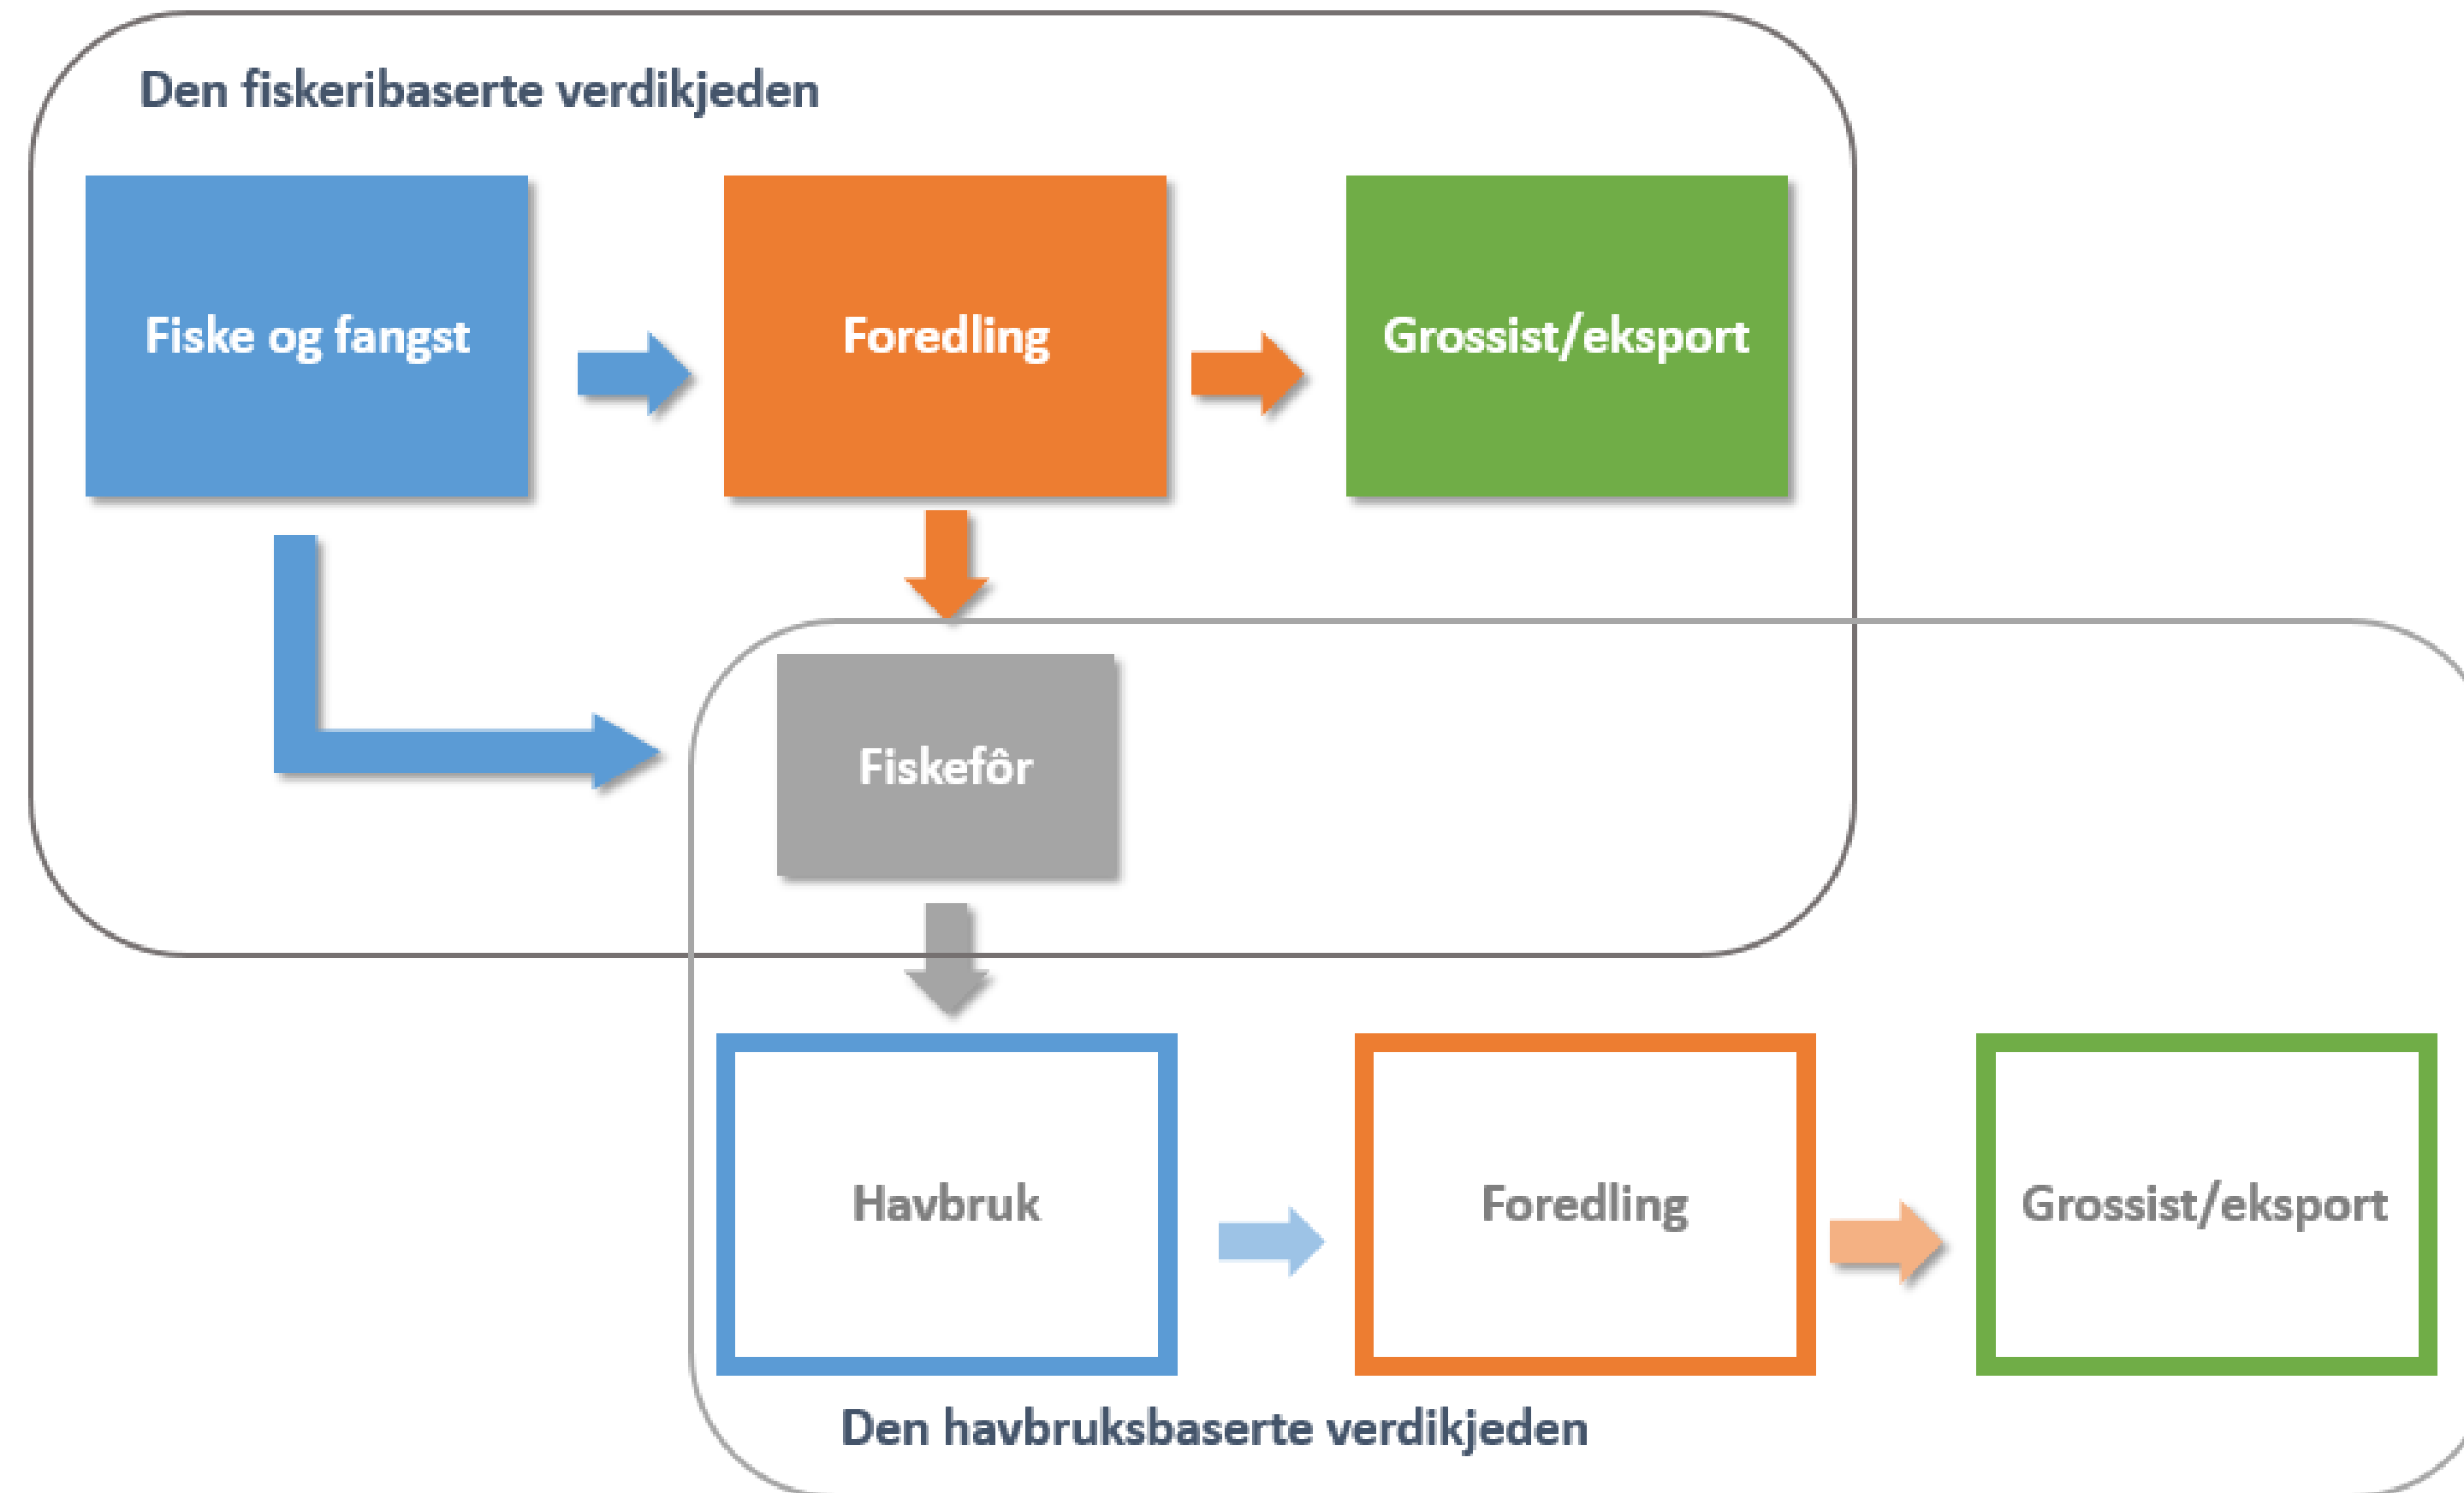 Den fiskeribaserte verdikjeden
Fiske og fangst
Foredling
Grossist/eksport
Fiskefôr
Havbruk
Foredling
Grossist/eksport
Den havbruksbaserte verdikjeden